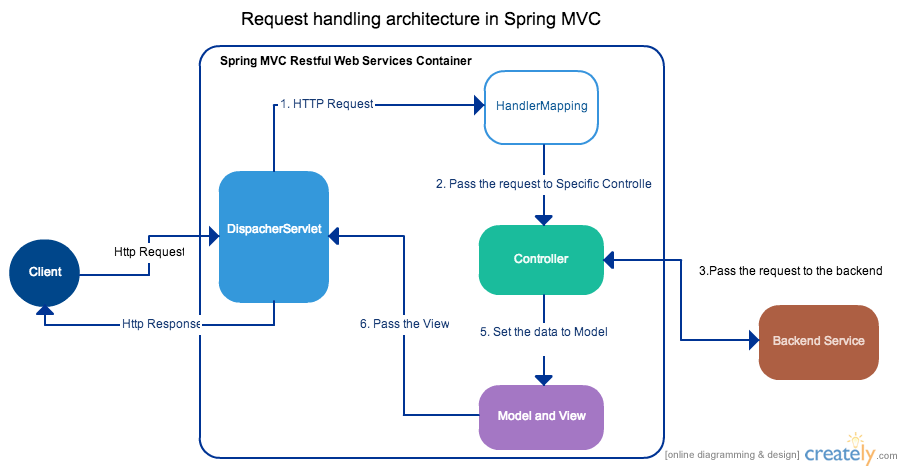 Request handling architecture in Spring MVC
Spring MVC Restful Web Services Container
1. HTTP Request
HandlerMapping
2. Pass the request to Specific Controlle
DispacherServlet
Http Request
Controller
3.Pass the request to the backend
Client
Http Response
6. Pass the View
5. Set the data to Model
Backend Service
Model and View
[online diagramming & design] creately.com